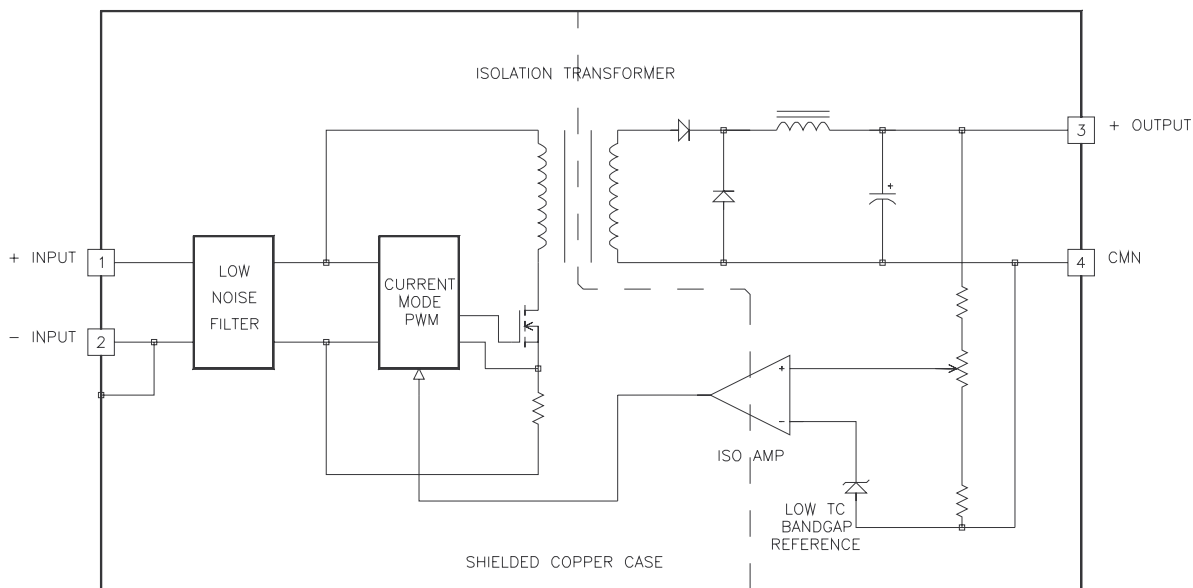 ISOLATION TRANSFORMER
3
+ OUTPUT
+ INPUT
1
LOW
NOISE
FILTER
CURRENT
MODE
PWM
4
CMN
− INPUT
2
+
+
−
ISO AMP
LOW TC
BANDGAP
REFERENCE
SHIELDED COPPER CASE